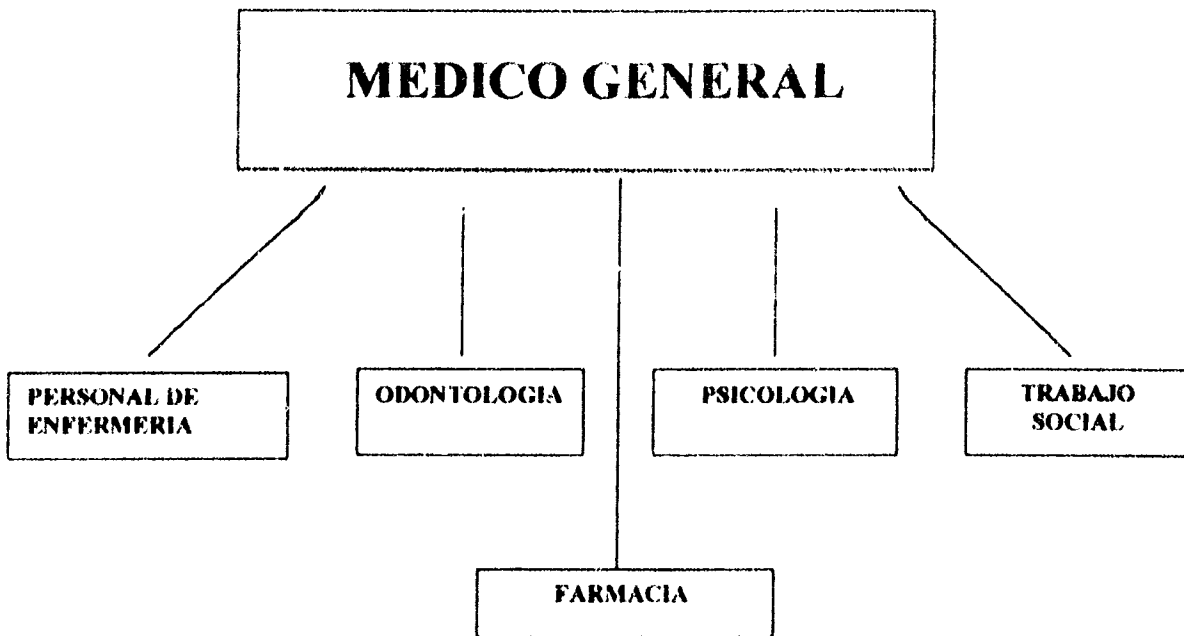 MEDICO GENERAL
PERSONAL DE
ENFERMERIA
ODONTOLOGIA
PSICOLOGIA
TRABAJO
SOCIAL
FARMACIA